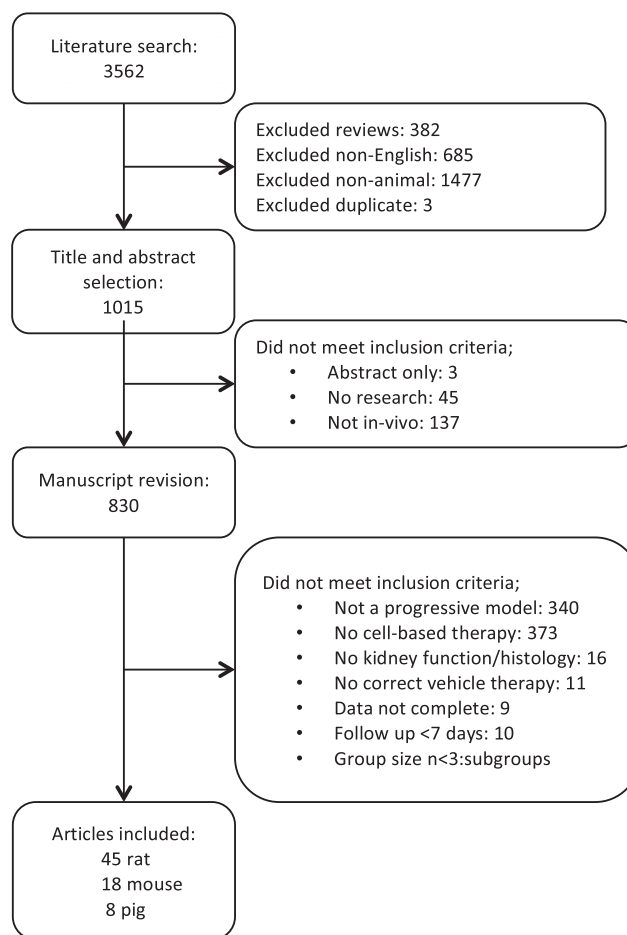 Literature search:
3562
Excluded reviews: 382
Excluded non-English: 685
Excluded non-animal: 1477
Excluded duplicate: 3
Title and abstract
selection:
1015
Did not meet inclusion criteria;
• Abstract only: 3
• No research: 45
• Not in-vivo: 137
Manuscript revision:
830
Did not meet inclusion criteria;
• Not a progressive model: 340
• No cell-based therapy: 373
• No kidney function/histology: 16
• No correct vehicle therapy: 11
• Data not complete: 9
• Follow up <7 days: 10
• Group size n<3:subgroups
Articles included:
45 rat
18 mouse
8 pig